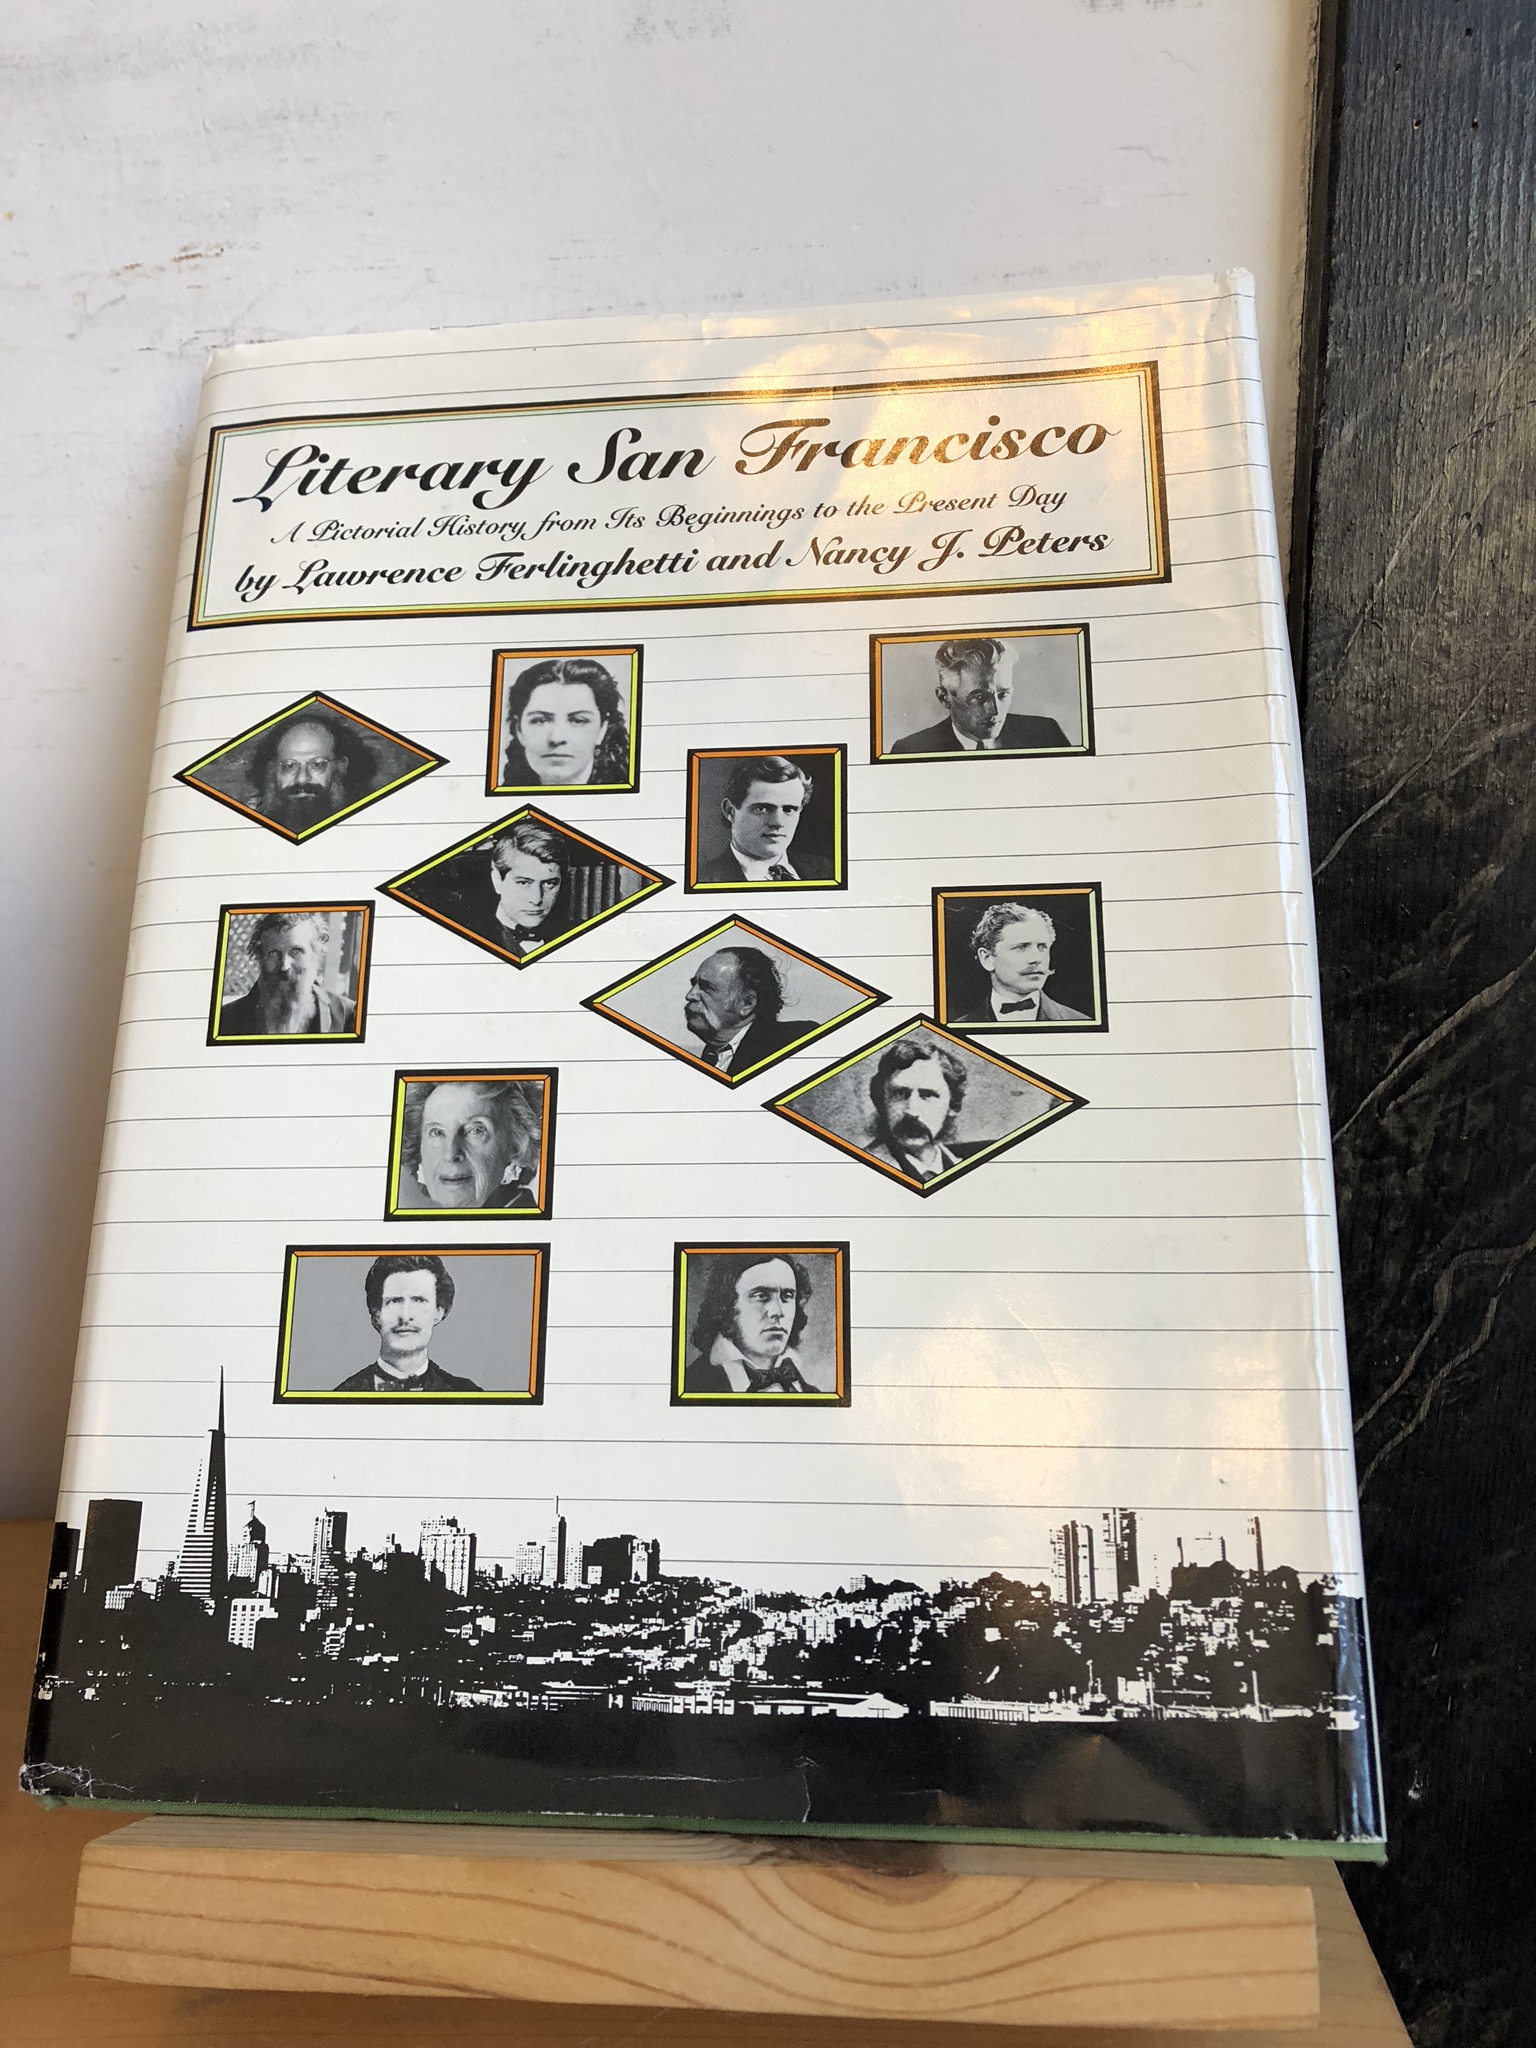 Literary San Francisco
A Pictorial History from Its Beginnings to the Present Day
by Lawrence Ferlinghetti and Nancy J. Peters